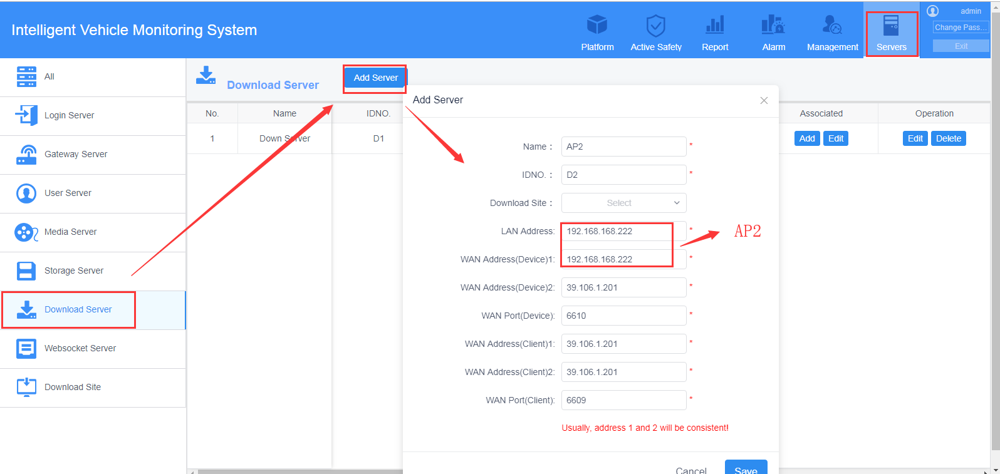 Intelligent Vehicle Monitoring System
Platform
Active Safety
Report
Alarm
Management
Servers
admin
Change Pass...
Exit
All
Login Server
Gateway Server
User Server
Media Server
Storage Server
Download Server
Websocket Server
Download Site
Download Server
Add Server
No. Name IDNO. Associated Operation
1 Down Server D1 Add Edit Edit Delete
Add Server
Name : AP2 *
IDNO. : D2 *
Download Site : Select
LAN Address: 192.168.168.222 *
WAN Address(Device)1: 192.168.168.222 *
AP2
WAN Address(Device)2: 39.106.1.201 *
WAN Port(Device): 6610 *
WAN Address(Client)1: 39.106.1.201 *
WAN Address(Client)2: 39.106.1.201 *
WAN Port(Client): 6609 *
Usually, address 1 and 2 will be consistent!
Cancel Save